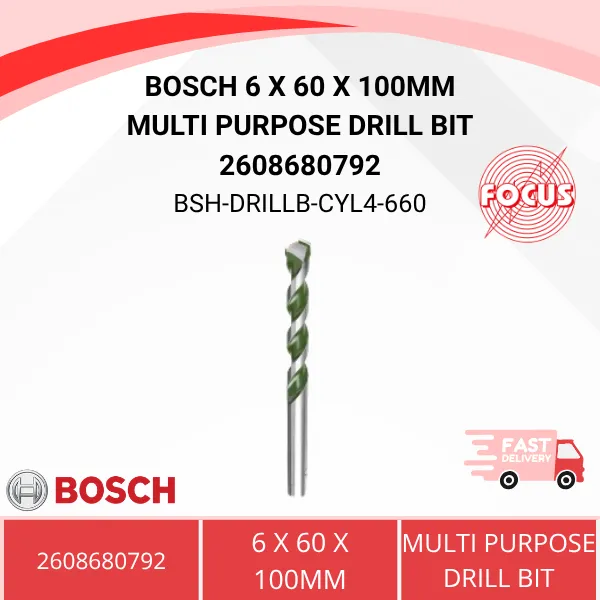 BOSCH 6 X 60 X 100MM
MULTI PURPOSE DRILL BIT
2608680792
BSH-DRILLB-CYL4-660
FOCUS
FAST
DELIVERY
BOSCH
2608680792
6 X 60 X
100MM
MULTI PURPOSE
DRILL BIT